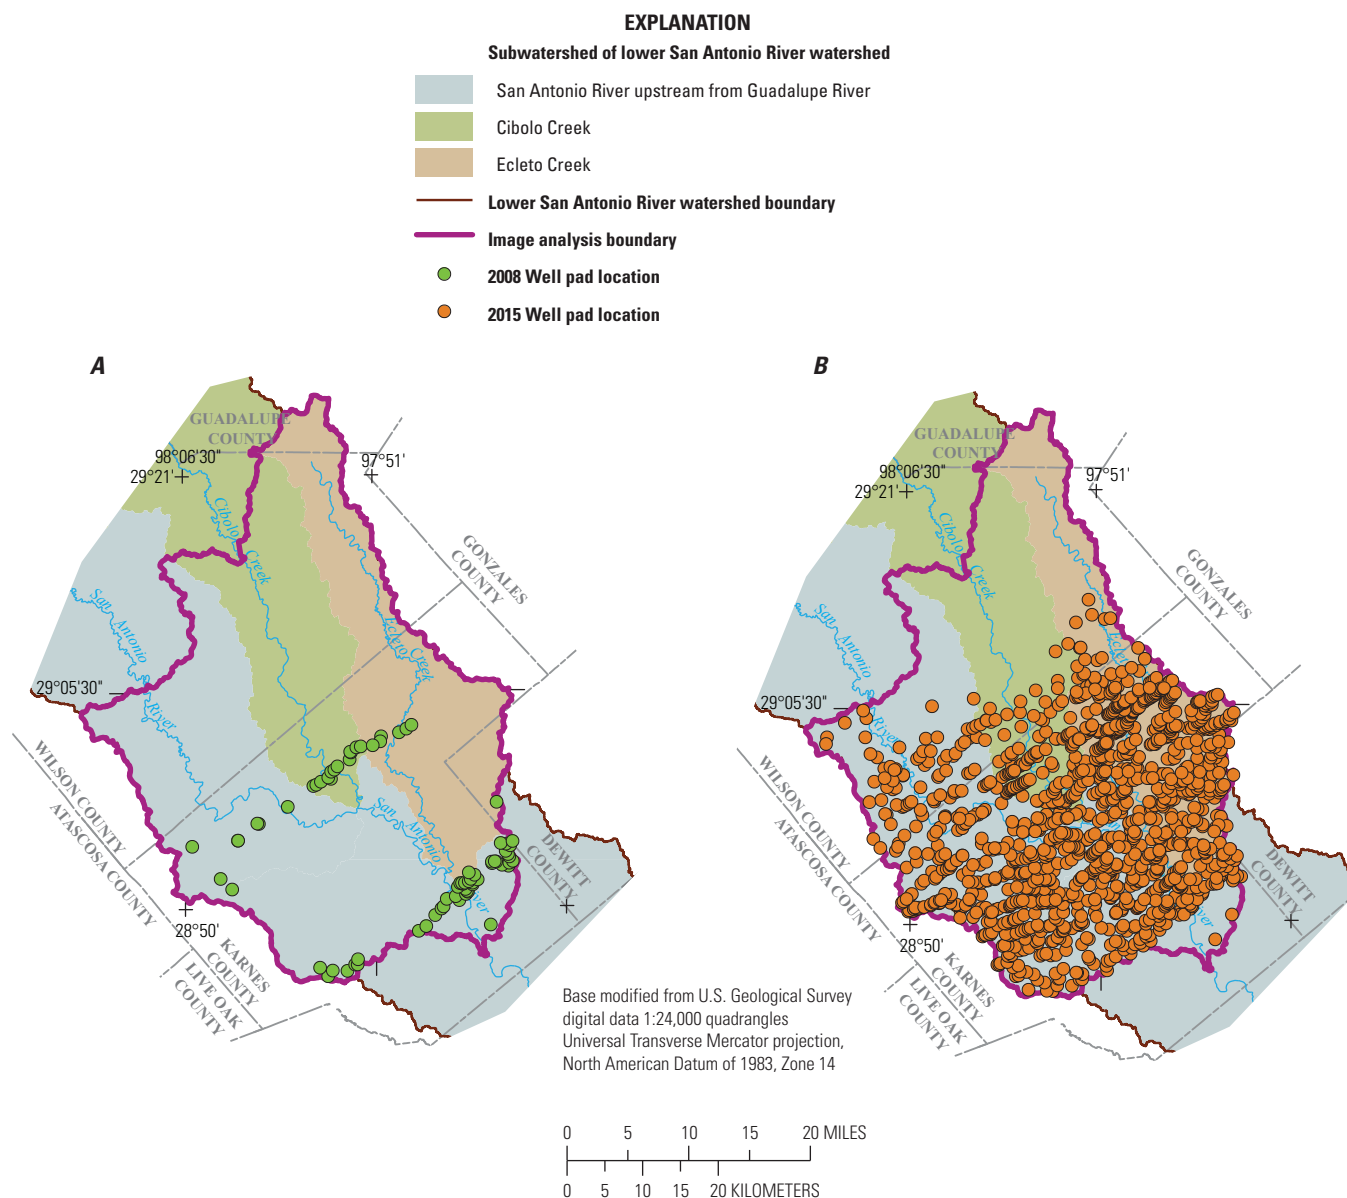 EXPLANATION
Subwatershed of lower San Antonio River watershed
San Antonio River upstream from Guadalupe River
Cibolo Creek
Ecleto Creek
Lower San Antonio River watershed boundary
Image analysis boundary
2008 Well pad location
2015 Well pad location
A
GUADALUPE
COUNTY
98°06'30"
29°21'
97°51'
Cibolo
Creek
GONZALES
COUNTY
San
Antonio
River
Ecleto
Creek
29°05'30"
WILSON COUNTY
ATASCOSA COUNTY
San
Antonio
River
DEWITT
COUNTY
28°50'
KARNES
COUNTY
LIVE OAK
COUNTY
B
GUADALUPE
COUNTY
98°06'30"
29°21'
97°51'
Cibolo
Creek
GONZALES
COUNTY
San
Antonio
River
29°05'30"
WILSON COUNTY
ATASCOSA COUNTY
DEWITT
COUNTY
28°50'
KARNES
COUNTY
LIVE OAK
COUNTY
Base modified from U.S. Geological Survey
digital data 1:24,000 quadrangles
Universal Transverse Mercator projection,
North American Datum of 1983, Zone 14
0 5 10 15 20 MILES
0 5 10 15 20 KILOMETERS